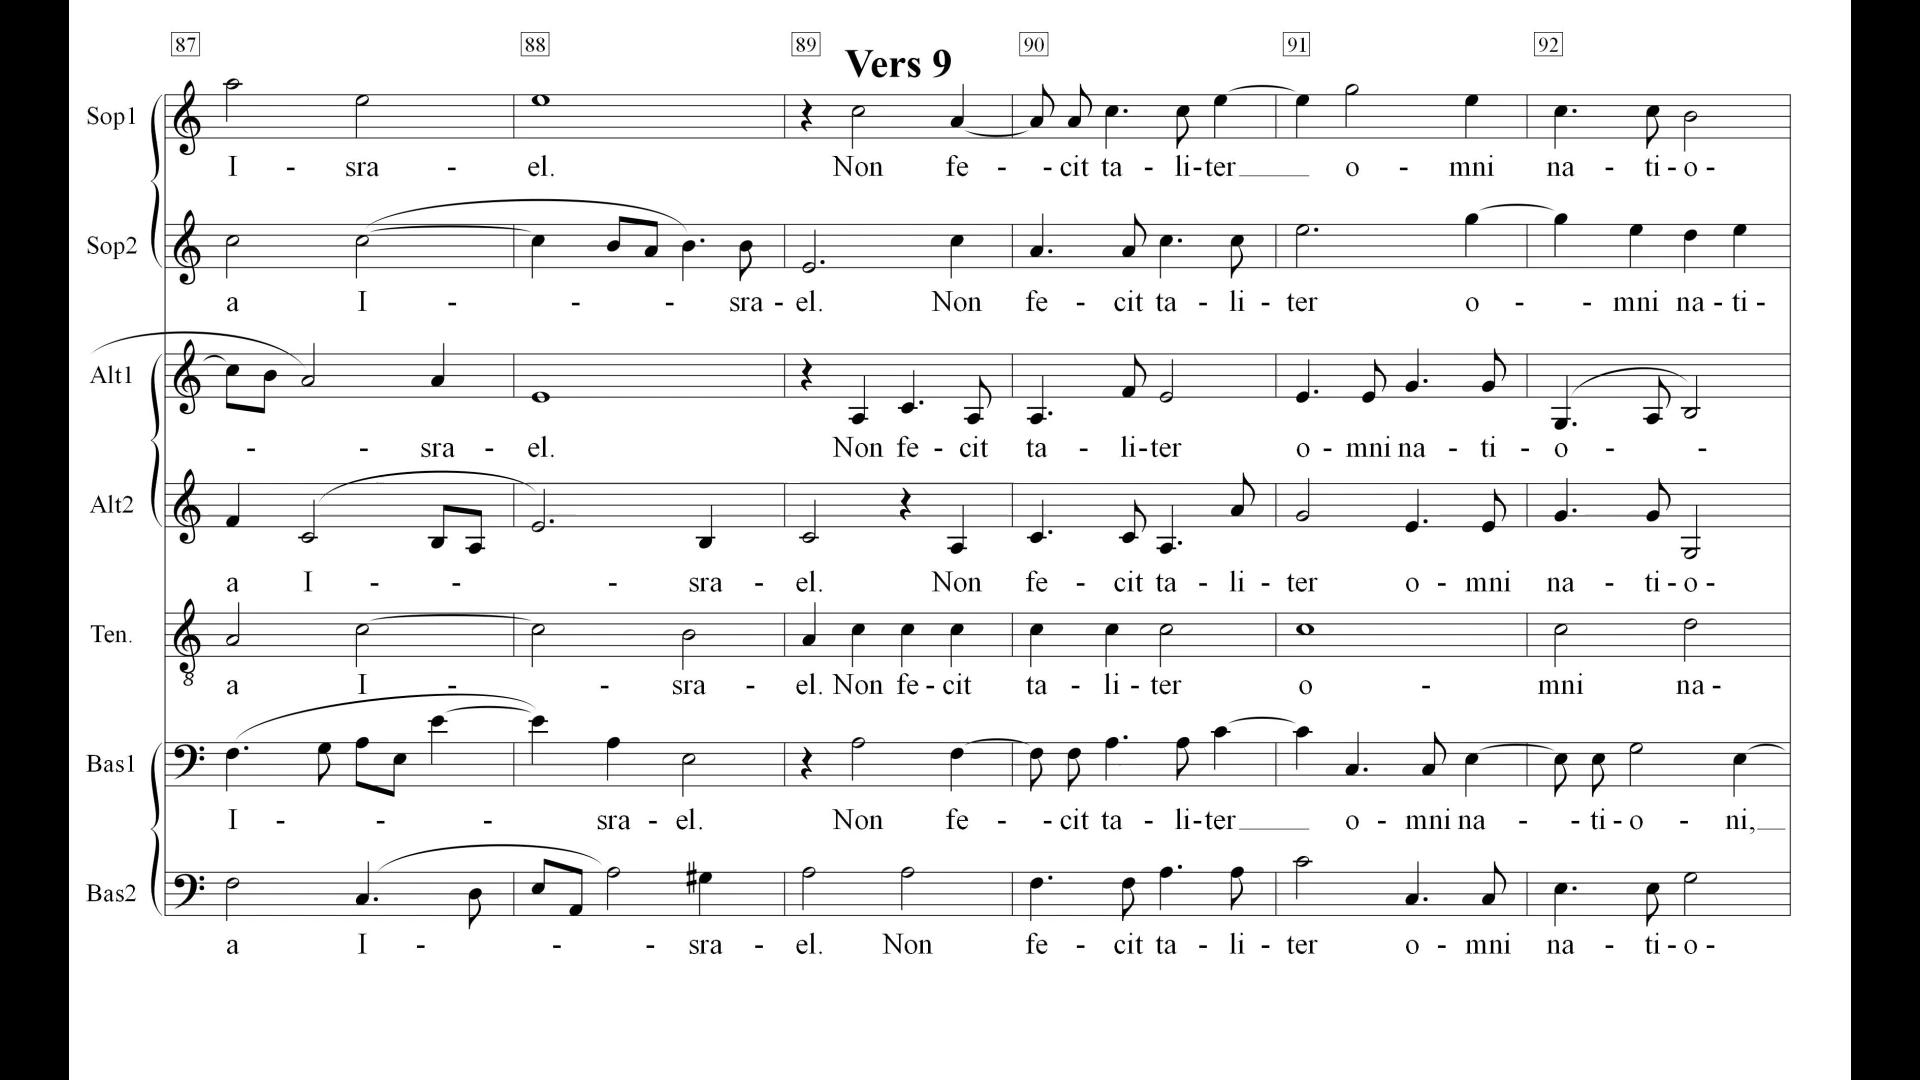 87 88 89 90 91 92
Vers 9
Sop1
I - sra - el. Non fe - - cit ta - li-ter o - mni na - ti - o -
Sop2
a I - - - sra - el. Non fe - cit ta - li - ter o - - mni na - ti -
Alt1
- - sra - el. Non fe - cit ta - li-ter o - mni na - ti - o - -
Alt2
a I - - - sra - el. Non fe - cit ta - li - ter o - mni na - ti - o -
Ten.
8
a I - - sra - el. Non fe - cit ta - li - ter o - mni na -
Bas1
I - - - sra - el. Non fe - - cit ta - li-ter o - mni na - - ti - o - ni,
Bas2
a I - - - sra - el. Non fe - cit ta - li - ter o - mni na - ti - o -